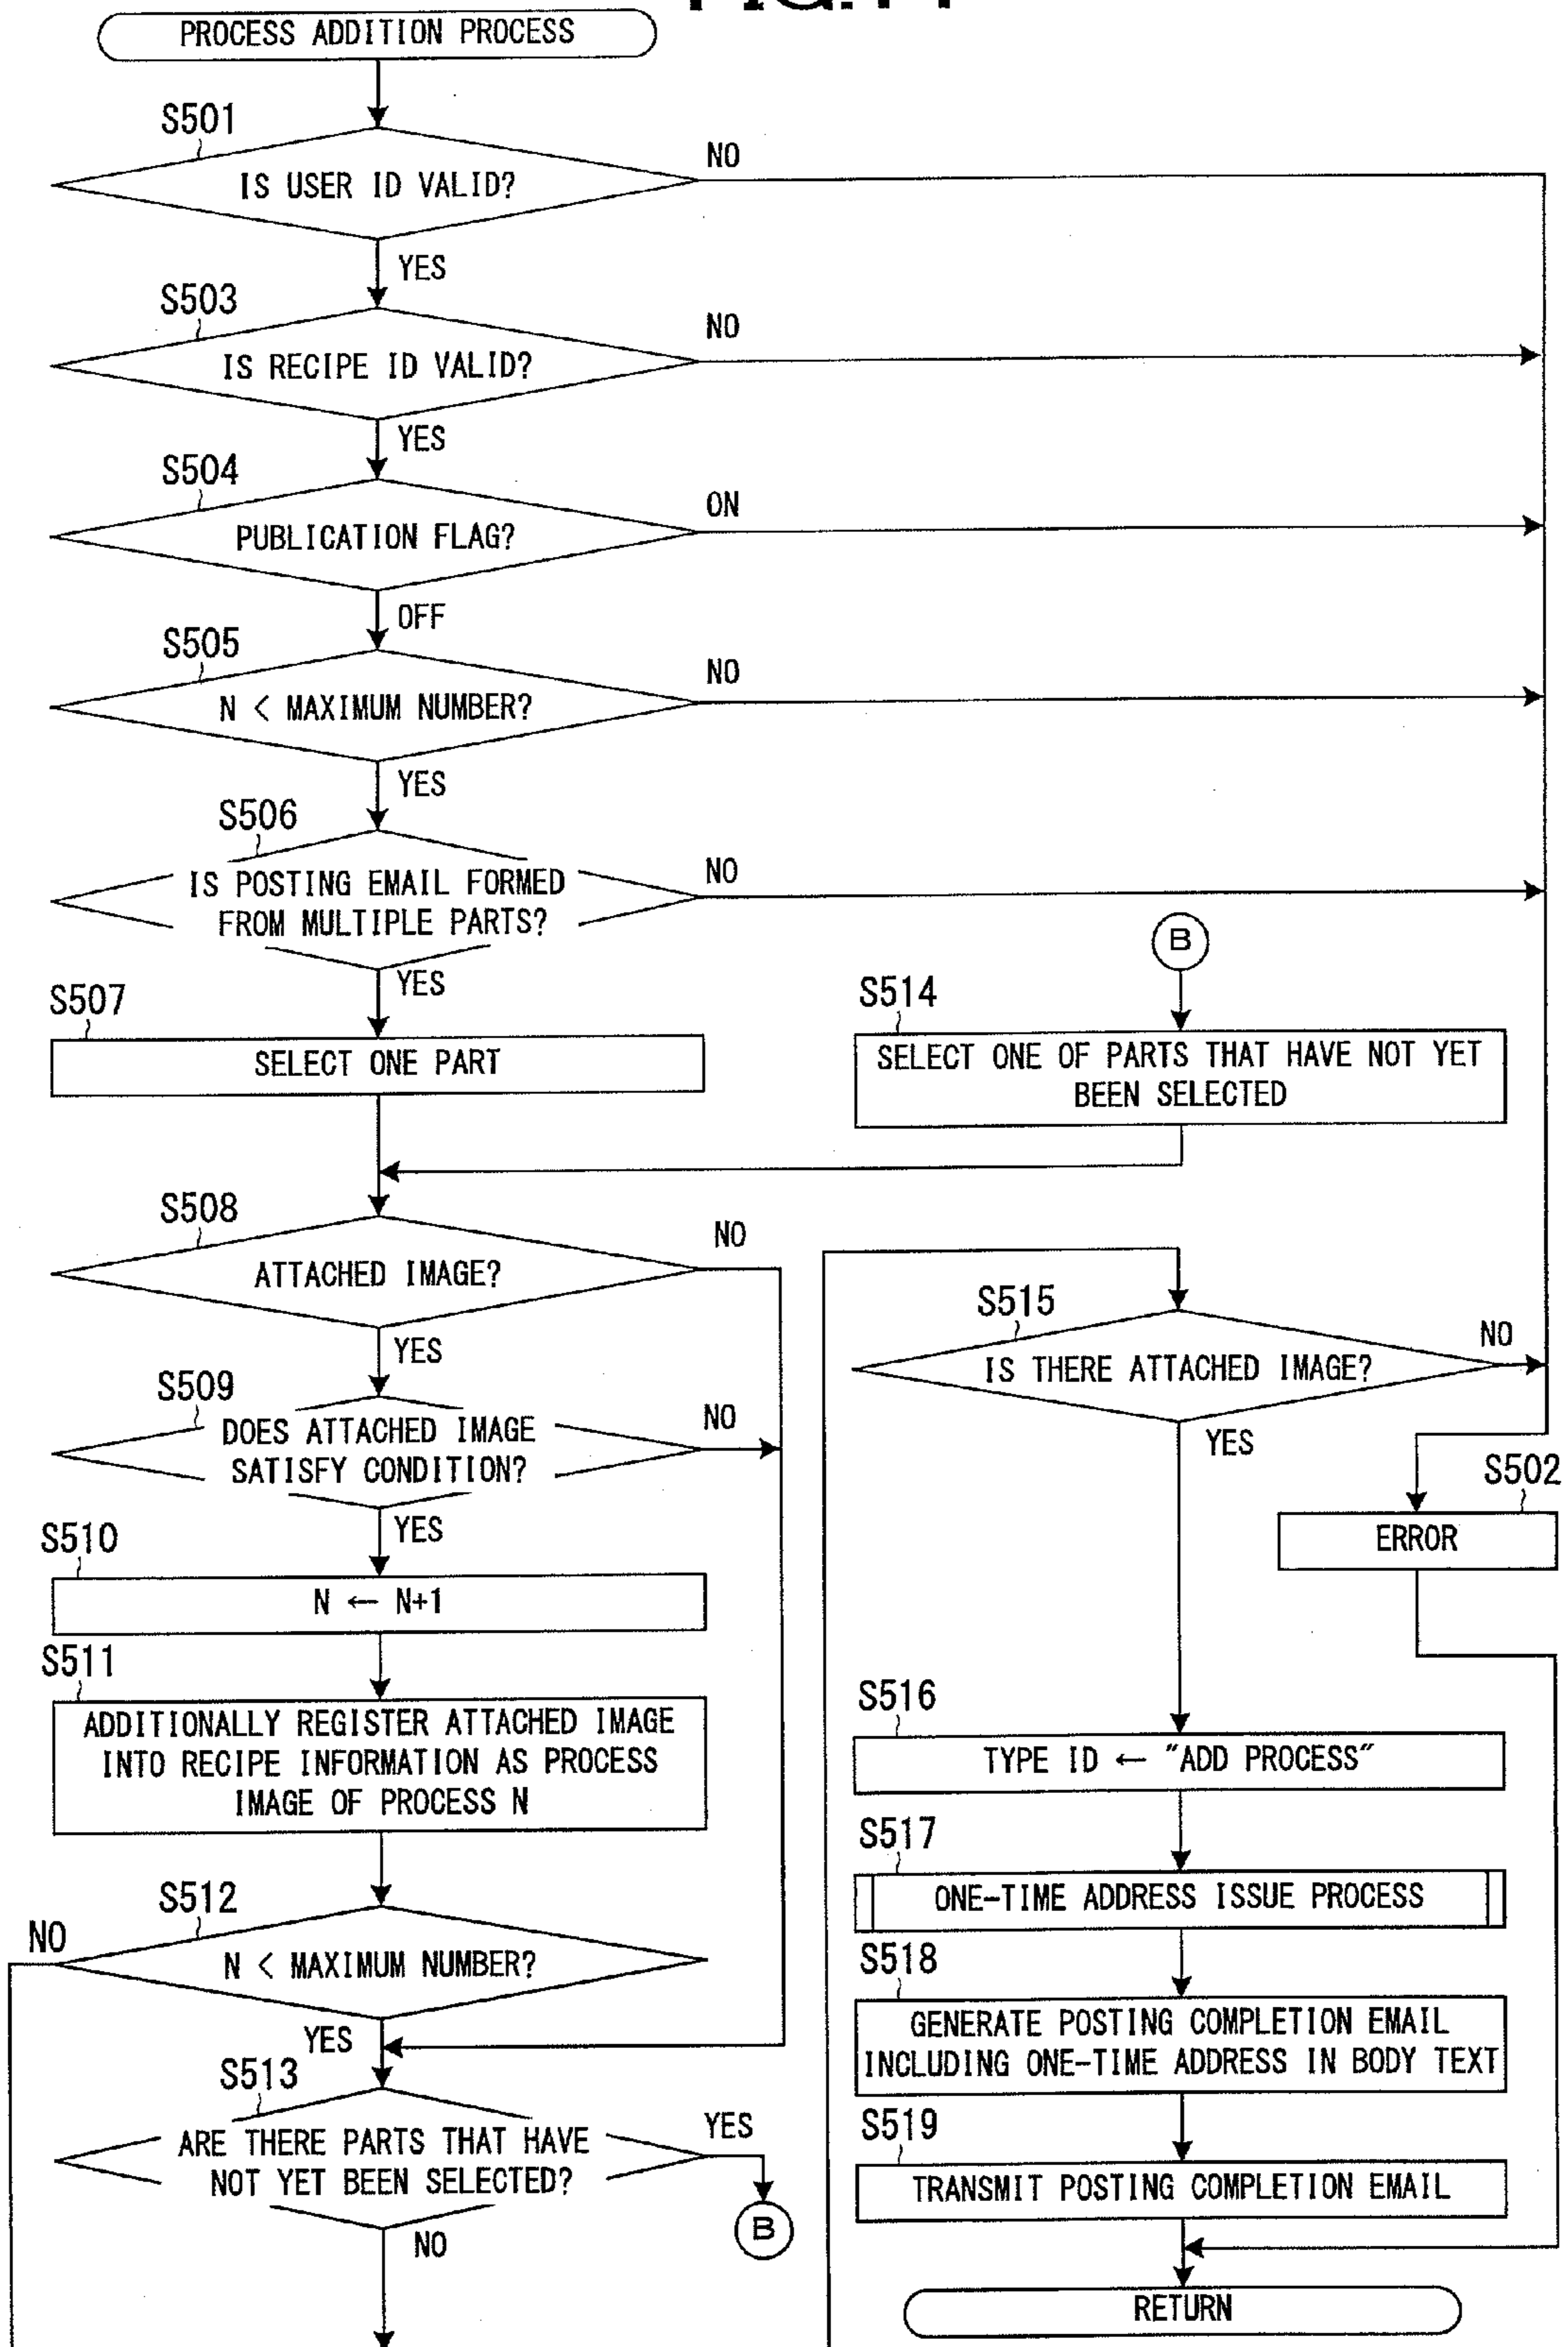 PROCESS ADDITION PROCESS
S501
IS USER ID VALID?
NO
YES
S503
IS RECIPE ID VALID?
NO
YES
S504
PUBLICATION FLAG?
ON
OFF
S505
N < MAXIMUM NUMBER?
NO
YES
S506
IS POSTING EMAIL FORMED
FROM MULTIPLE PARTS?
NO
YES
S507
SELECT ONE PART
B
S514
SELECT ONE OF PARTS THAT HAVE NOT YET
BEEN SELECTED
S508
ATTACHED IMAGE?
NO
YES
S509
DOES ATTACHED IMAGE
SATISFY CONDITION?
NO
YES
S510
N ← N+1
S511
ADDITIONALLY REGISTER ATTACHED IMAGE
INTO RECIPE INFORMATION AS PROCESS
IMAGE OF PROCESS N
S512
NO
N < MAXIMUM NUMBER?
YES
S513
ARE THERE PARTS THAT HAVE
NOT YET BEEN SELECTED?
YES
B
NO
S515
IS THERE ATTACHED IMAGE?
NO
YES
S502
ERROR
S516
TYPE ID ← "ADD PROCESS"
S517
ONE-TIME ADDRESS ISSUE PROCESS
S518
GENERATE POSTING COMPLETION EMAIL
INCLUDING ONE-TIME ADDRESS IN BODY TEXT
S519
TRANSMIT POSTING COMPLETION EMAIL
RETURN